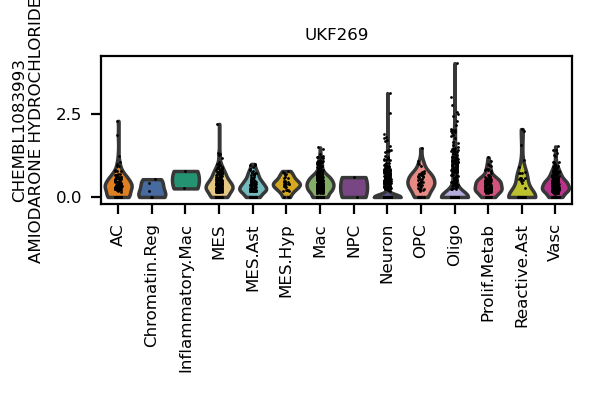 UKF269
CHEMBL1083993
AMIODARONE HYDROCHLORIDE
2.5
0.0
AC
Chromatin.Reg
Inflammatory.Mac
MES
MES.Ast
MES.Hyp
Mac
NPC
Neuron
OPC
Oligo
Prolif.Metab
Reactive.Ast
Vasc